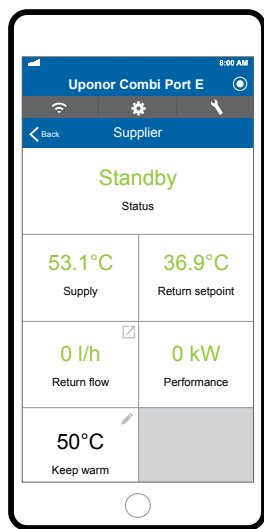 8:00 AM
Uponor Combi Port E
Back
Supplier
Standby
Status
53.1°C
36.9°C
Supply
Return setpoint
0 l/h
0 kW
Return flow
Performance
50°C
Keep warm